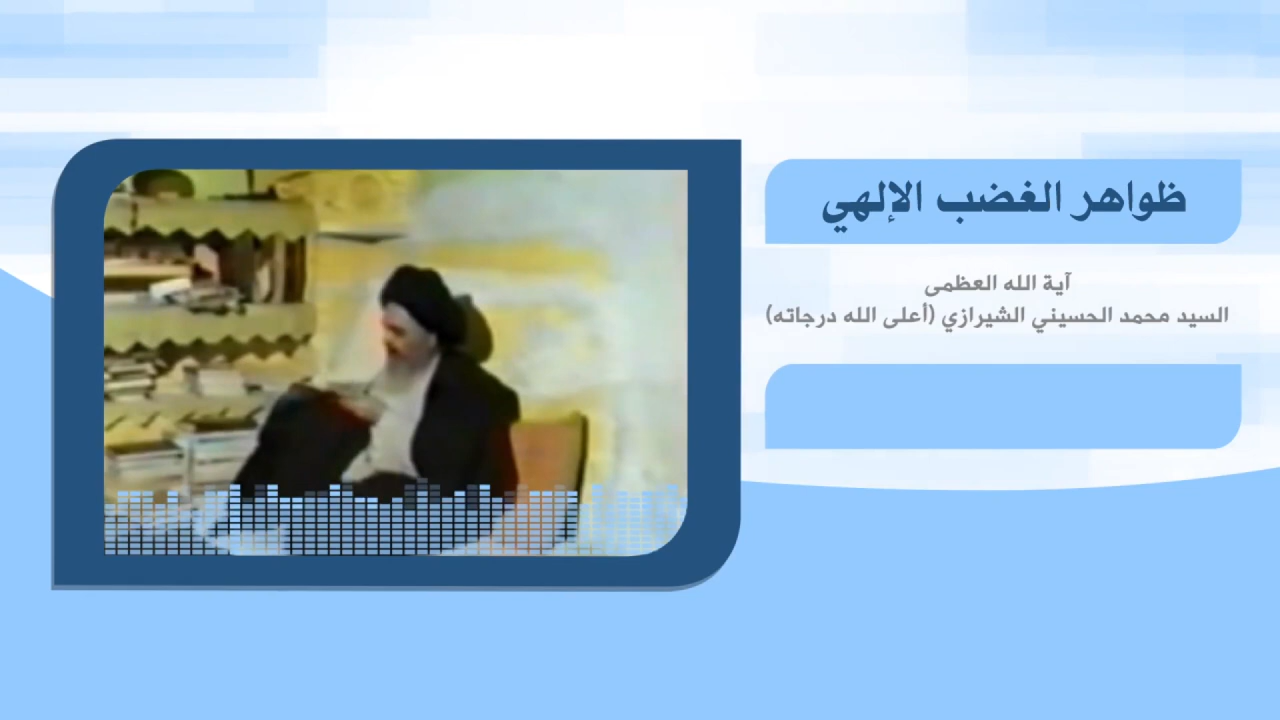 ظواهر الغضب الإلهي
آية الله العظمى
السيد محمد الحسيني الشيرازي (أعلى الله درجاته)